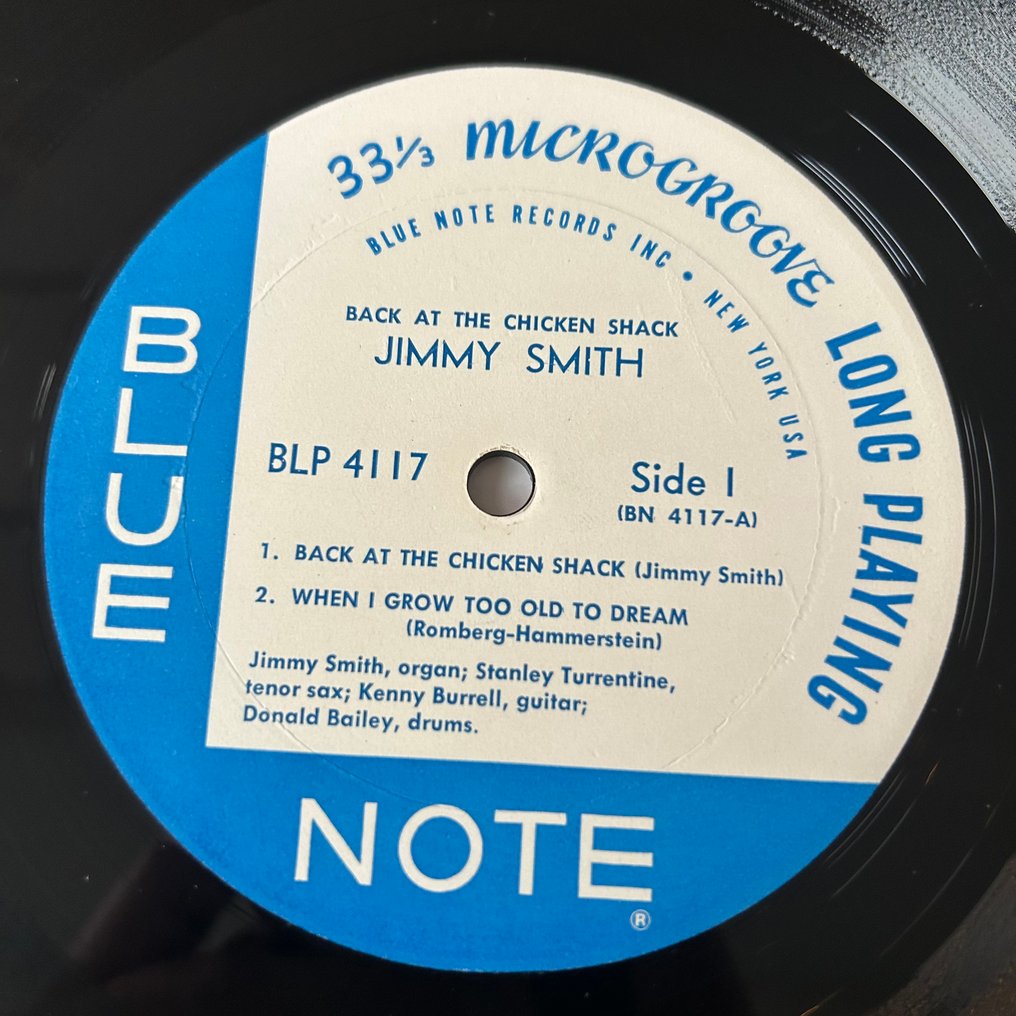 33⅓ MICROGROOVE LONG PLAYING
BLUE NOTE RECORDS INC • NEW YORK USA
BACK AT THE CHICKEN SHACK
JIMMY SMITH
BLP 4117
Side 1
(BN 4117-A)
1. BACK AT THE CHICKEN SHACK (Jimmy Smith)
2. WHEN I GROW TOO OLD TO DREAM
(Romberg-Hammerstein)
Jimmy Smith, organ; Stanley Turrentine,
tenor sax; Kenny Burrell, guitar;
Donald Bailey, drums.
BLUE
NOTE
®